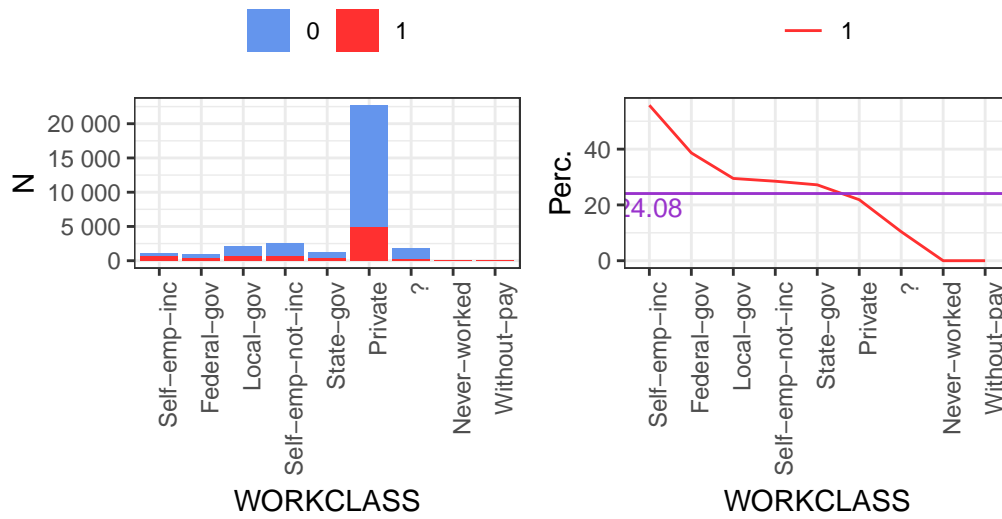 0 1
1
N
20 000
15 000
10 000
5 000
0
Self−emp−inc
Federal−gov
Local−gov
Self−emp−not−inc
State−gov
Private
?
Never−worked
Without−pay
WORKCLASS
Perc.
40
20
0
24.08
Self−emp−inc
Federal−gov
Local−gov
Self−emp−not−inc
State−gov
Private
?
Never−worked
Without−pay
WORKCLASS